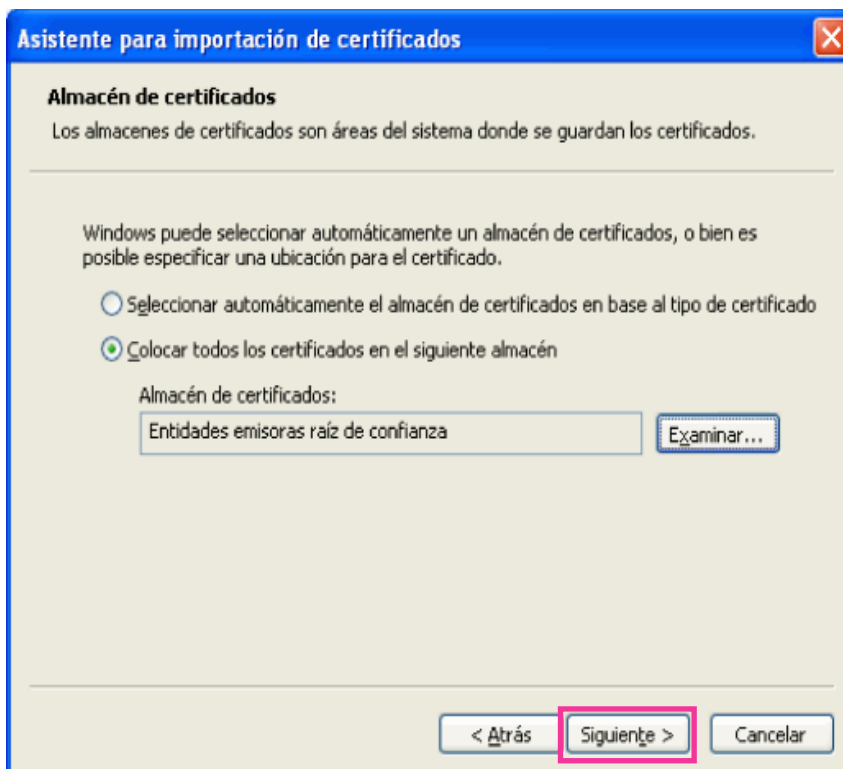 Asistente para importación de certificados
Almacén de certificados
Los almacenes de certificados son áreas del sistema donde se guardan los certificados.
Windows puede seleccionar automáticamente un almacén de certificados, o bien es
posible especificar una ubicación para el certificado.
Seleccionar automáticamente el almacén de certificados en base al tipo de certificado
Colocar todos los certificados en el siguiente almacén
Almacén de certificados:
Entidades emisoras raíz de confianza
Examinar...
< Atrás
Siguiente >
Cancelar